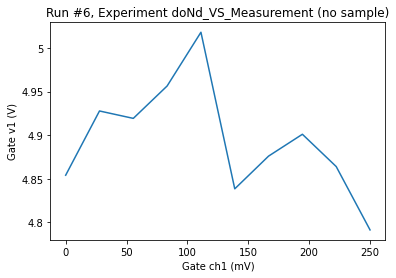 Run #6, Experiment doNd_VS_Measurement (no sample)
5
4.95
4.9
4.85
4.8
Gate v1 (V)
0 50 100 150 200 250
Gate ch1 (mV)